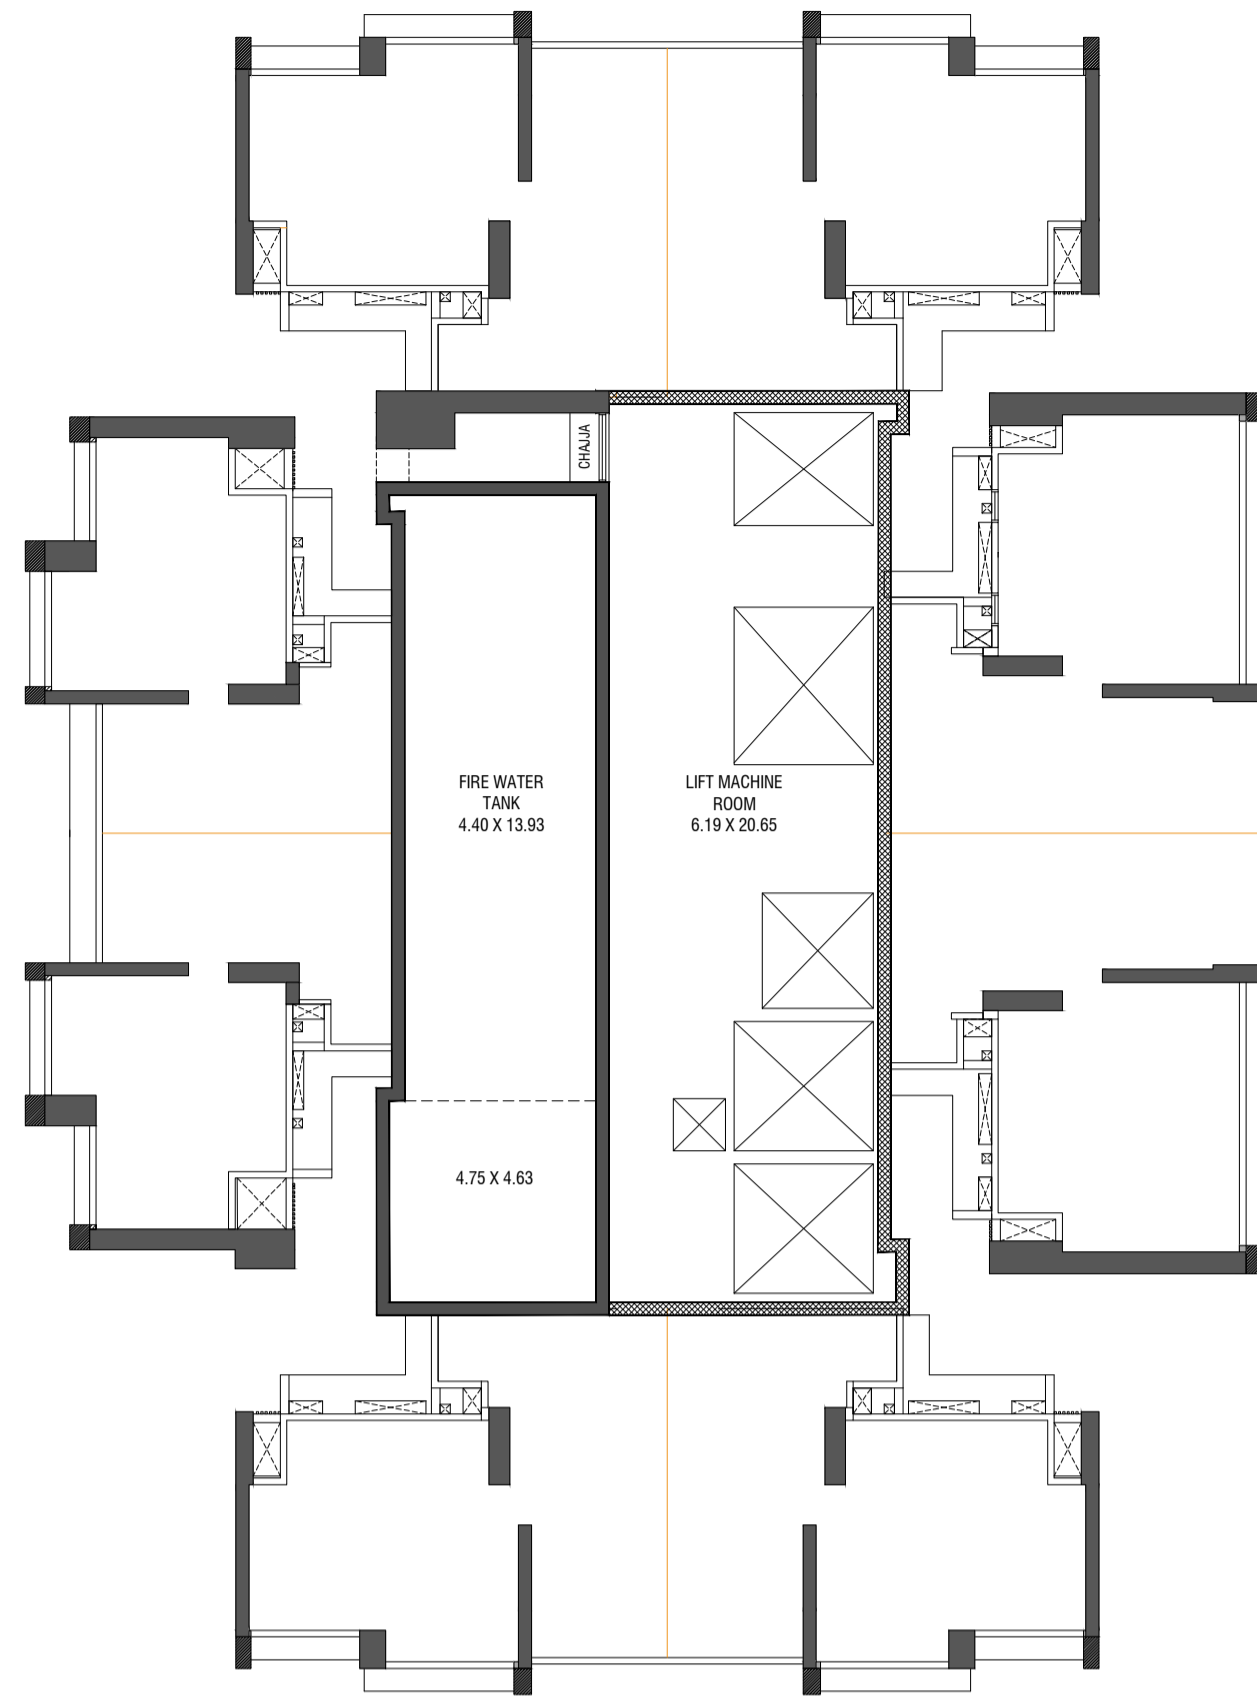 CHAJJA
FIRE WATER
TANK
4.40 X 13.93
LIFT MACHINE
ROOM
6.19 X 20.65
4.75 X 4.63